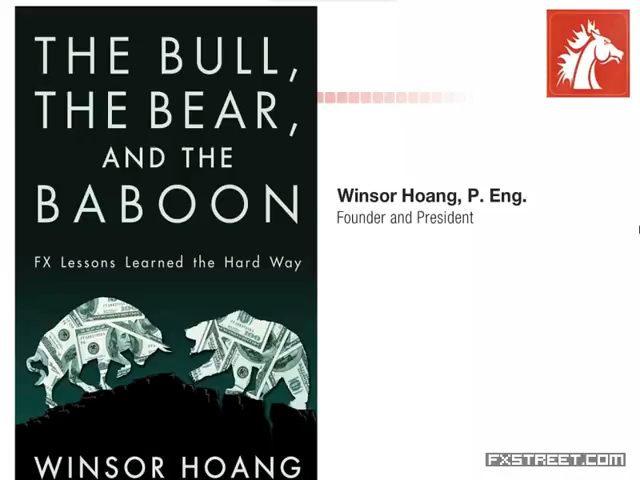 THE BULL,
THE BEAR,
AND THE
BABOON
FX Lessons Learned the Hard Way
WINSOR HOANG
Winsor Hoang, P. Eng.
Founder and President
FXSTREET.COM